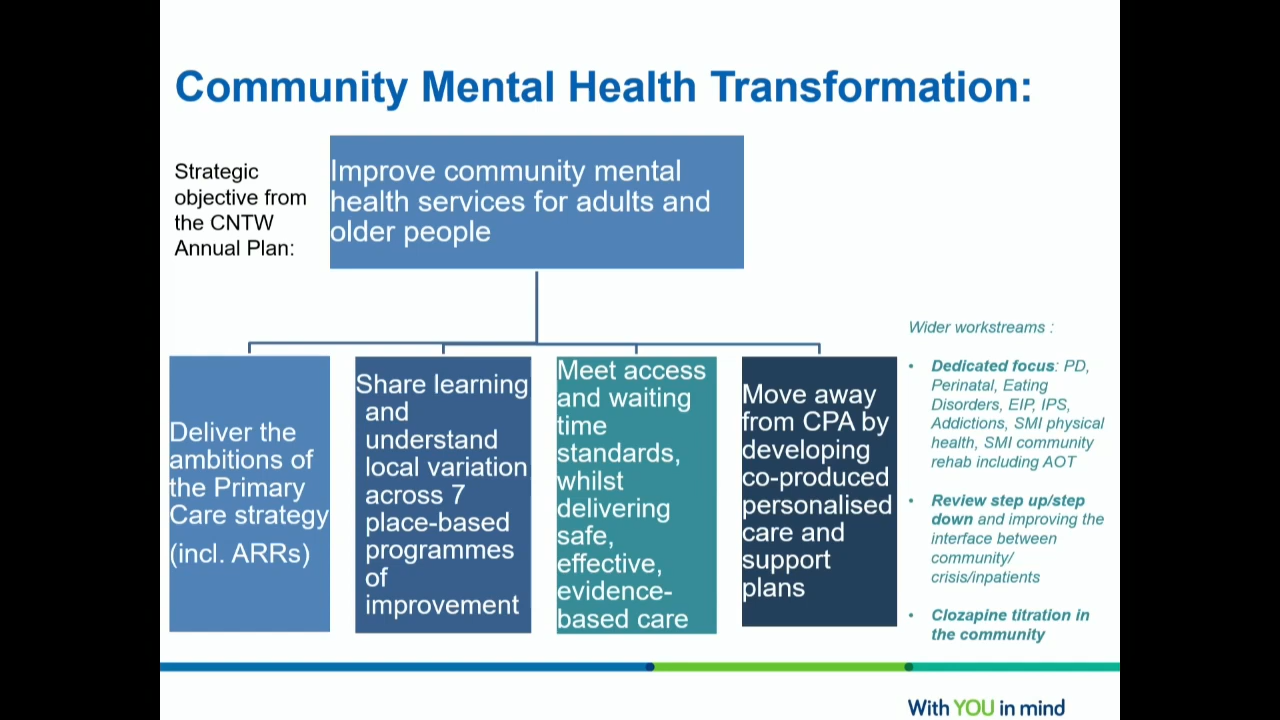 Community Mental Health Transformation:
Strategic
objective from
the CNTW
Annual Plan:
Improve community mental
health services for adults and
older people
Deliver the
ambitions of
the Primary
Care strategy
(incl. ARRs)
Share learning
and
understand
local variation
across 7
place-based
programmes
of
improvement
Meet access
and waiting
time
standards,
whilst
delivering
safe,
effective,
evidence-
based care
Move away
from CPA by
developing
co-produced
personalised
care and
support
plans
Wider workstreams :
• Dedicated focus: PD,
Perinatal, Eating
Disorders, EIP, IPS,
Addictions, SMI physical
health, SMI community
rehab including AOT
• Review step up/step
down and improving the
interface between
community/
crisis/inpatients
• Clozapine titration in
the community
With YOU in mind